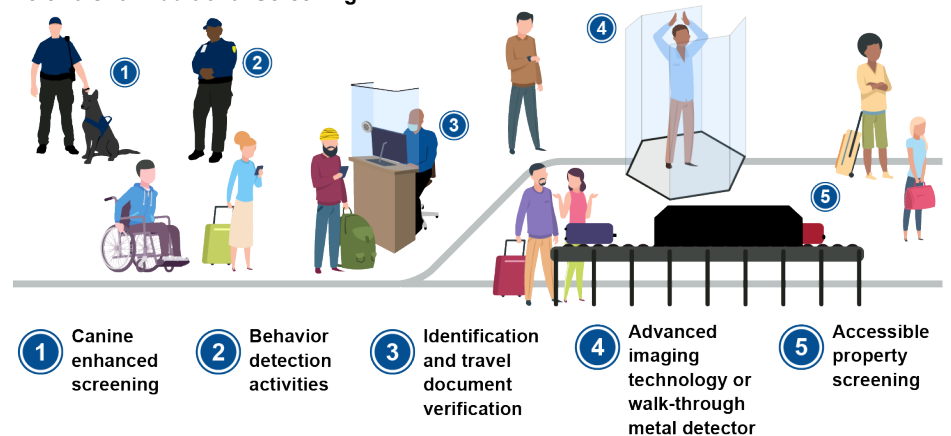 1
2
3
4
5
1 Canine
enhanced
screening
2 Behavior
detection
activities
3 Identification
and travel
document
verification
4 Advanced
imaging
technology or
walk-through
metal detector
5 Accessible
property
screening